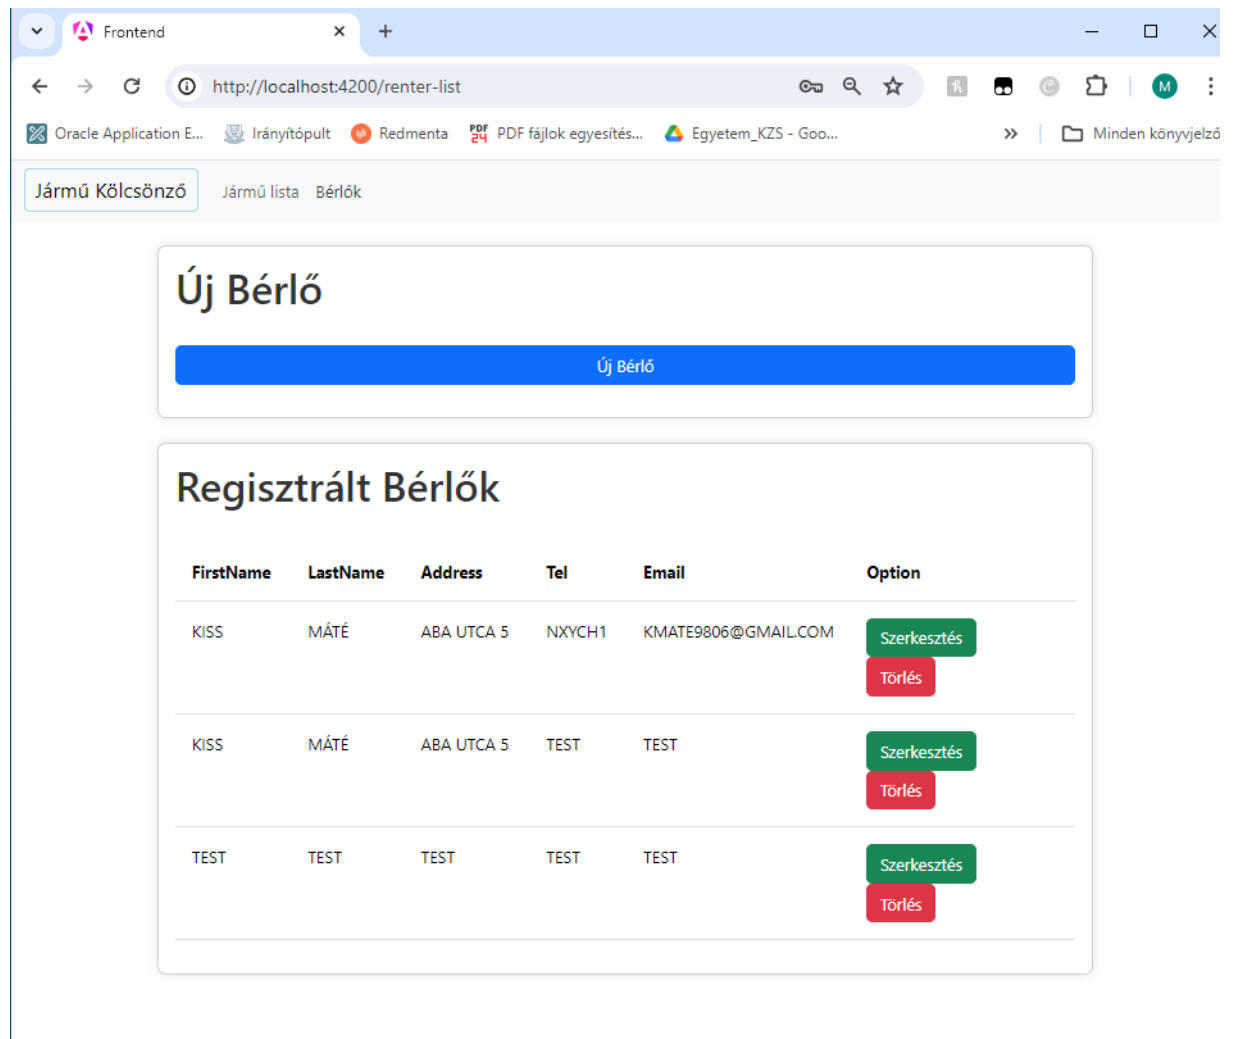 Frontend
http://localhost:4200/renter-list
M
Oracle Application E... Irányítópult Redmenta PDF 24 PDF fájlok egyesítés... Egyetem_KZS - Goo... Minden könyvjelző
Jármű Kölcsönző Jármű lista Bérlők
Új Bérlő
Új Bérlő
Regisztrált Bérlők
FirstName LastName Address Tel Email Option
KISS MÁTÉ ABA UTCA 5 NXYCH1 KMATE9806@GMAIL.COM Szerkesztés
Törlés
KISS MÁTÉ ABA UTCA 5 TEST TEST Szerkesztés
Törlés
TEST TEST TEST TEST TEST Szerkesztés
Törlés